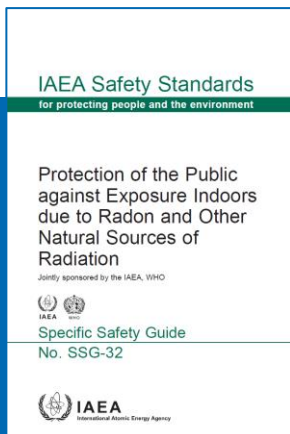 IAEA Safety Standards
for protecting people and the environment
Protection of the Public
against Exposure Indoors
due to Radon and Other
Natural Sources of
Radiation
Jointly sponsored by the IAEA, WHO
IAEA WHO
Specific Safety Guide
No. SSG-32
IAEA
International Atomic Energy Agency